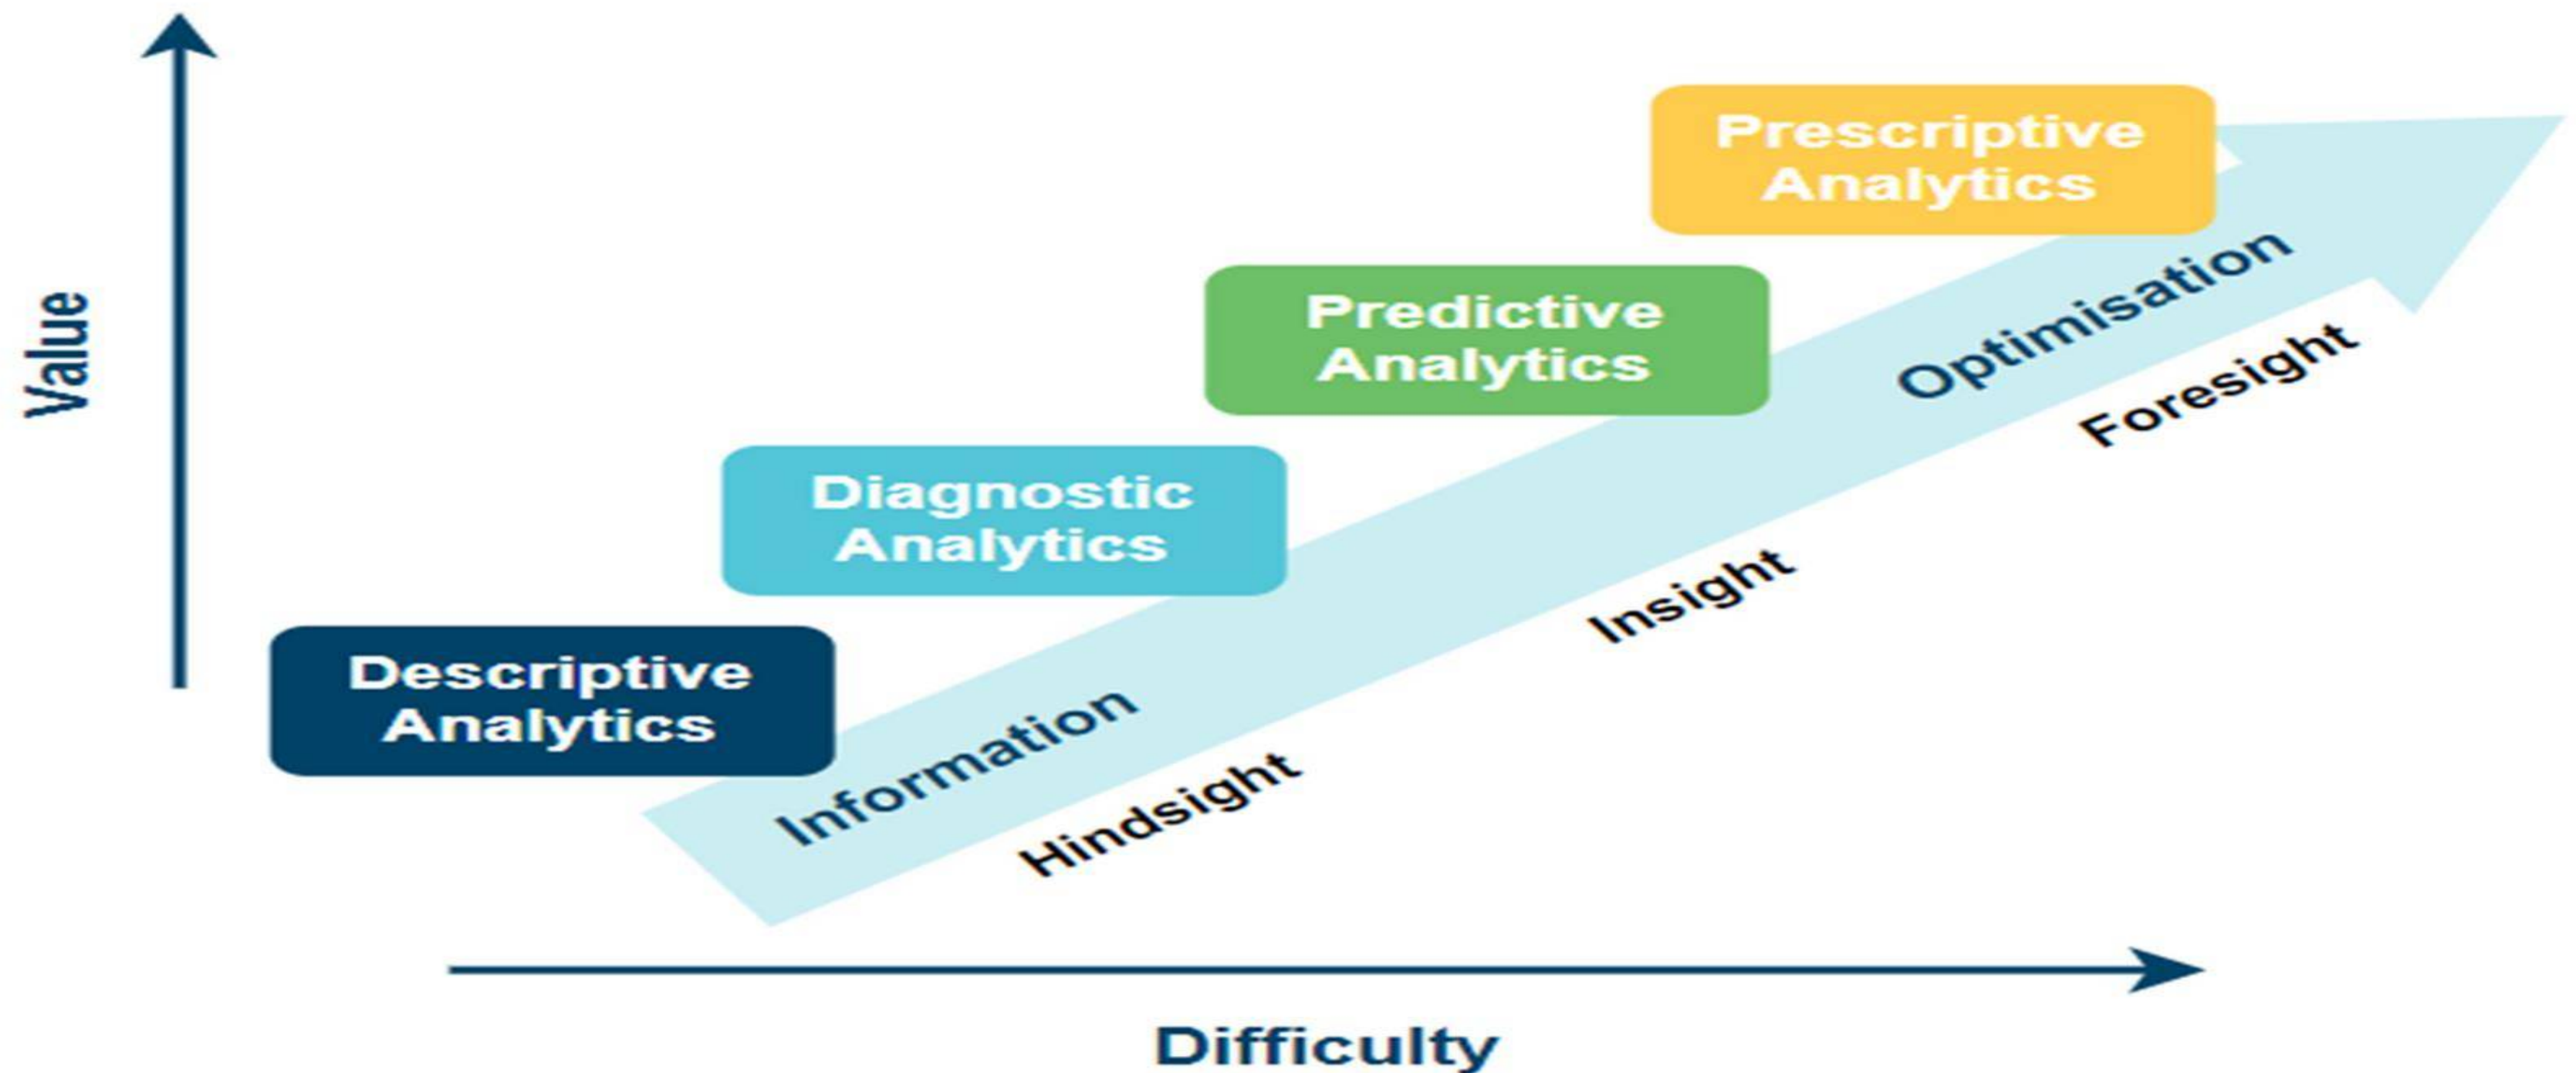 Value
Prescriptive
Analytics
Predictive
Analytics
Diagnostic
Analytics
Descriptive
Analytics
Optimisation
Foresight
Insight
Information
Hindsight
Difficulty